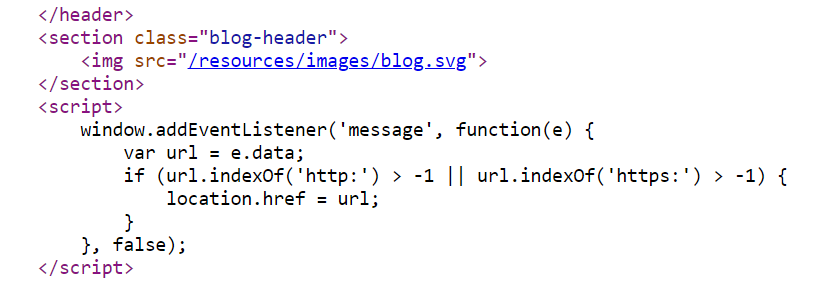 </header>
<section class="blog-header">
    <img src="/resources/images/blog.svg">
</section>
<script>
    window.addEventListener('message', function(e) {
        var url = e.data;
        if (url.indexOf('http:') > -1 || url.indexOf('https:') > -1) {
            location.href = url;
        }
    }, false);
</script>